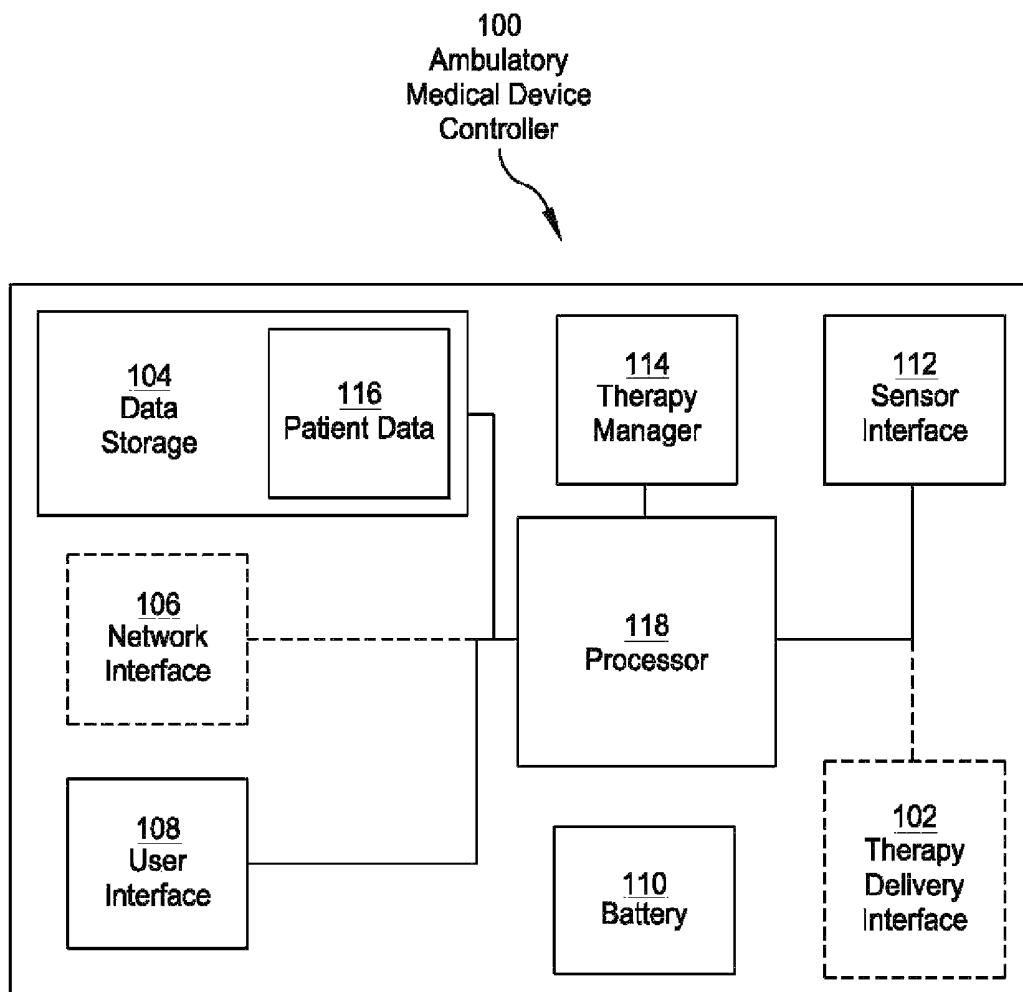 100
Ambulatory
Medical Device
Controller
104
Data
Storage
116
Patient Data
114
Therapy
Manager
112
Sensor
Interface
106
Network
Interface
118
Processor
108
User
Interface
110
Battery
102
Therapy
Delivery
Interface